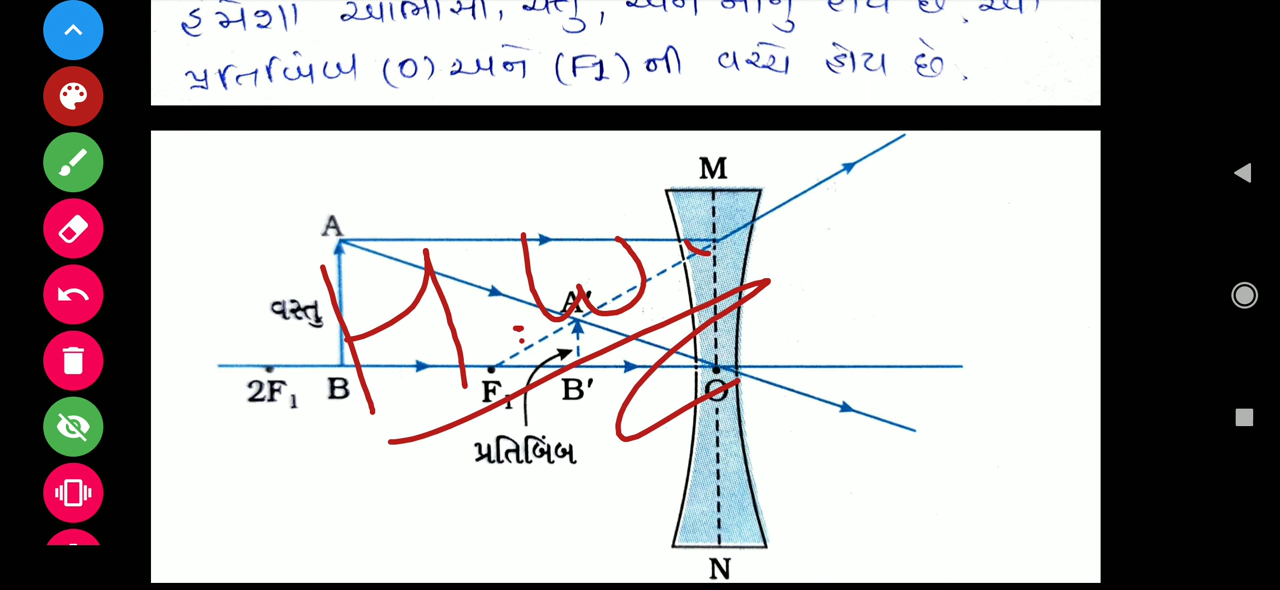 હંમેશા આભાસી, ચત્તું, અને નાનું હોય છે. આ
પ્રતિબિંબ (O) અને (F1) ની વચ્ચે હોય છે.
M
A
વસ્તુ
A'
2F₁ B F₁ B' O
પ્રતિબિંબ
N